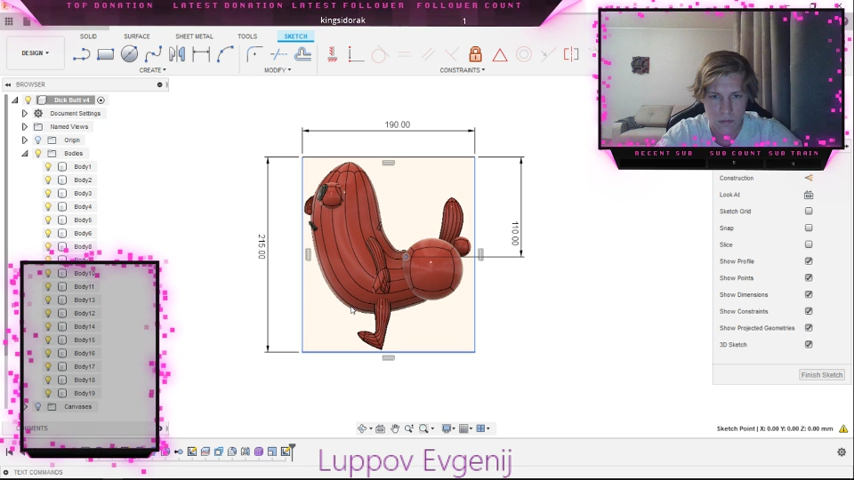 TOP DONATION LATEST DONATION LATEST FOLLOWER FOLLOWER COUNT
kingsidorak 1
SOLID SURFACE SHEET METAL TOOLS SKETCH
DESIGN
CREATE MODIFY CONSTRAINTS
BROWSER
Dick Butt v4
Document Settings
Named Views
Origin
Bodies
Body1
Body2
Body3
Body4
Body5
Body6
Body8
Body10
Body11
Body13
Body12
Body14
Body15
Body16
Body17
Body18
Body19
Canvases
COMMENTS
TEXT COMMANDS
190.00
215.00
110.00
RECENT SUB SUB COUNT SUB TRAIN
Construction
Look At
Sketch Grid
Snap
Slice
Show Profile
Show Points
Show Dimensions
Show Constraints
Show Projected Geometries
3D Sketch
Finish Sketch
Sketch Point | X: 0.00 Y: 0.00 Z: 0.00 mm
Luppov Evgenij